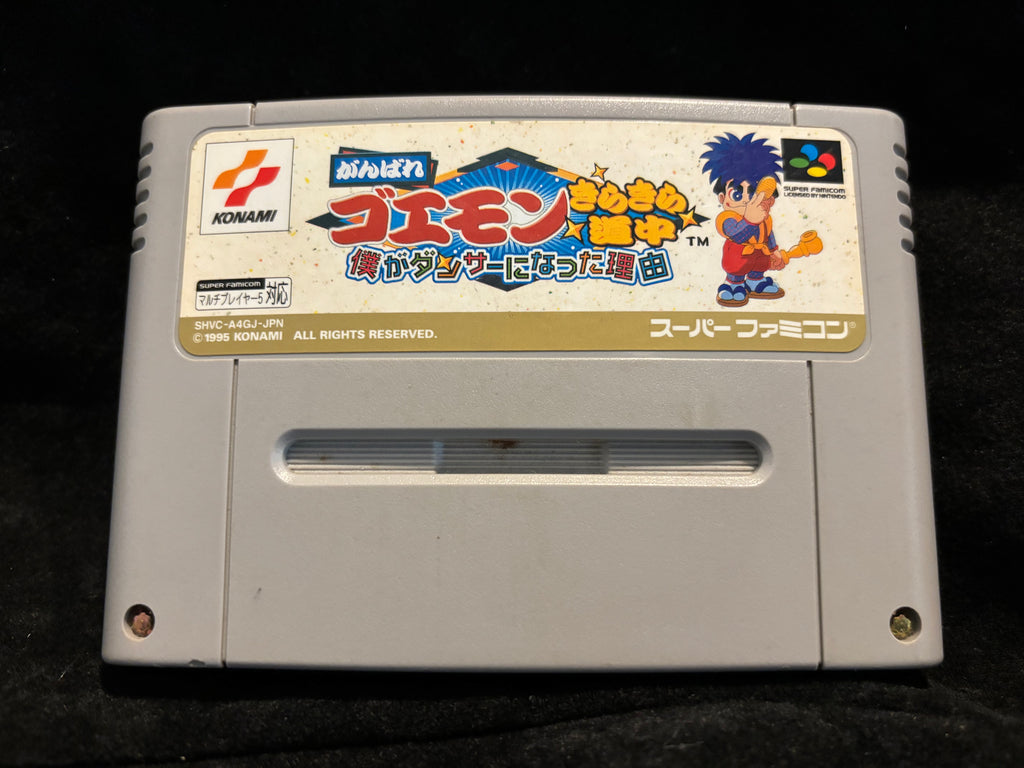 KONAMI
がんばれ
ゴエモン
きらきら
道中
TM
僕がダンサーになった理由
SUPER FAMICOM
LICENSED BY NINTENDO
SUPER FAMICOM
マルチプレイヤー5 対応
SHVC-A4GJ-JPN
©1995 KONAMI ALL RIGHTS RESERVED.
スーパーファミコン®